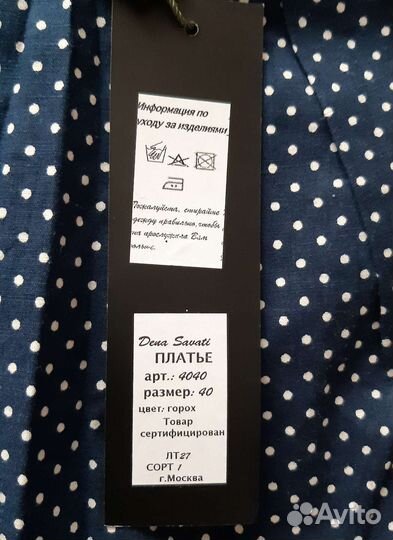 Информация по
уходу за изделиями
Пожалуйста, стирайте
одежду правильно, чтобы
она прослужила Вам
дольше.
Dena Savati
ПЛАТЬЕ
арт.: 4040
размер: 40
цвет: горох
Товар
сертифицирован
ЛТ27
СОРТ 1
г.Москва
Avito